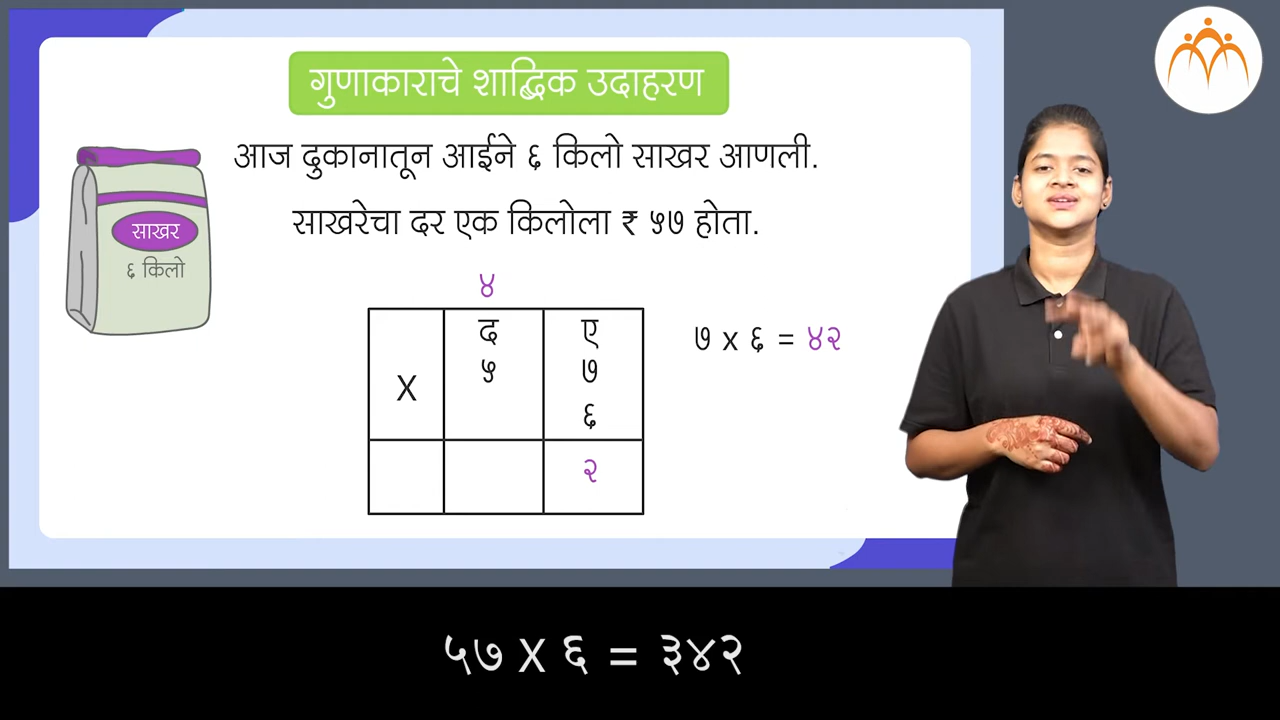 गुणाकाराचे शाद्बिक उदाहरण
आज दुकानातून आईने ६ किलो साखर आणली.
साखरेचा दर एक किलोला ₹ ५७ होता.
साखर
६ किलो
४
द ए
X ५ ७
६
२
७ x ६ = ४२
५७ X ६ = ३४२